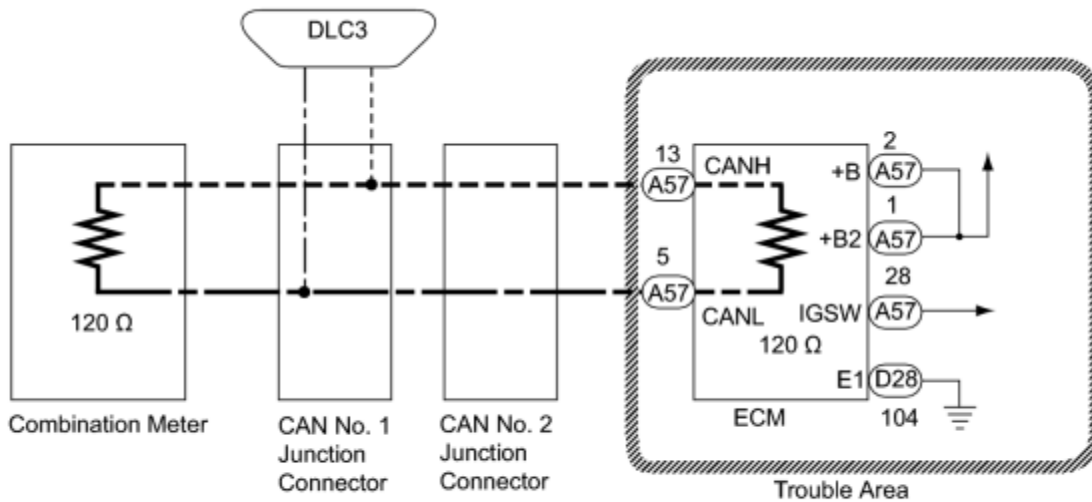 DLC3
13
A57
CANH
5
A57
CANL
120 Ω
+B
2
A57
+B2
1
A57
IGSW
28
A57
E1
D28
104
120 Ω
Combination Meter
CAN No. 1
Junction
Connector
CAN No. 2
Junction
Connector
ECM
Trouble Area